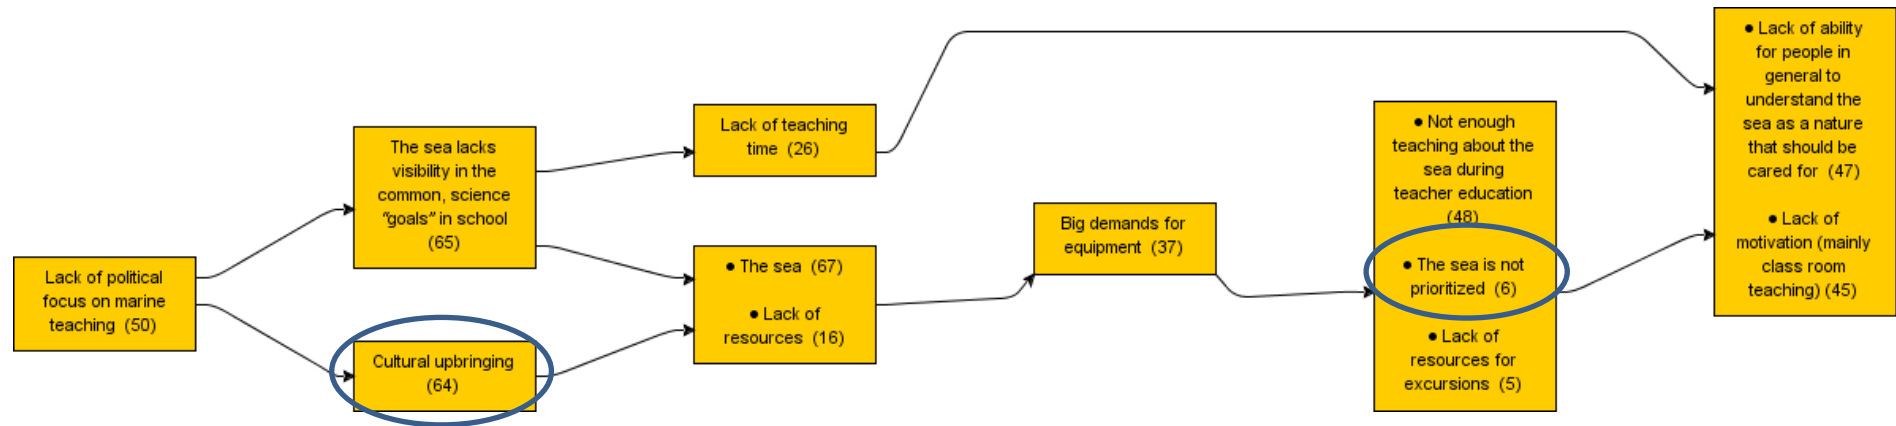 Lack of political
focus on marine
teaching (50)
The sea lacks
visibility in the
common, science
“goals” in school
(65)
Cultural upbringing
(64)
Lack of teaching
time (26)
● The sea (67)
● Lack of
resources (16)
Big demands for
equipment (37)
● Not enough
teaching about the
sea during
teacher education
(48)
● The sea is not
prioritized (6)
● Lack of
resources for
excursions (5)
● Lack of ability
for people in
general to
understand the
sea as a nature
that should be
cared for (47)
● Lack of
motivation (mainly
class room
teaching) (45)